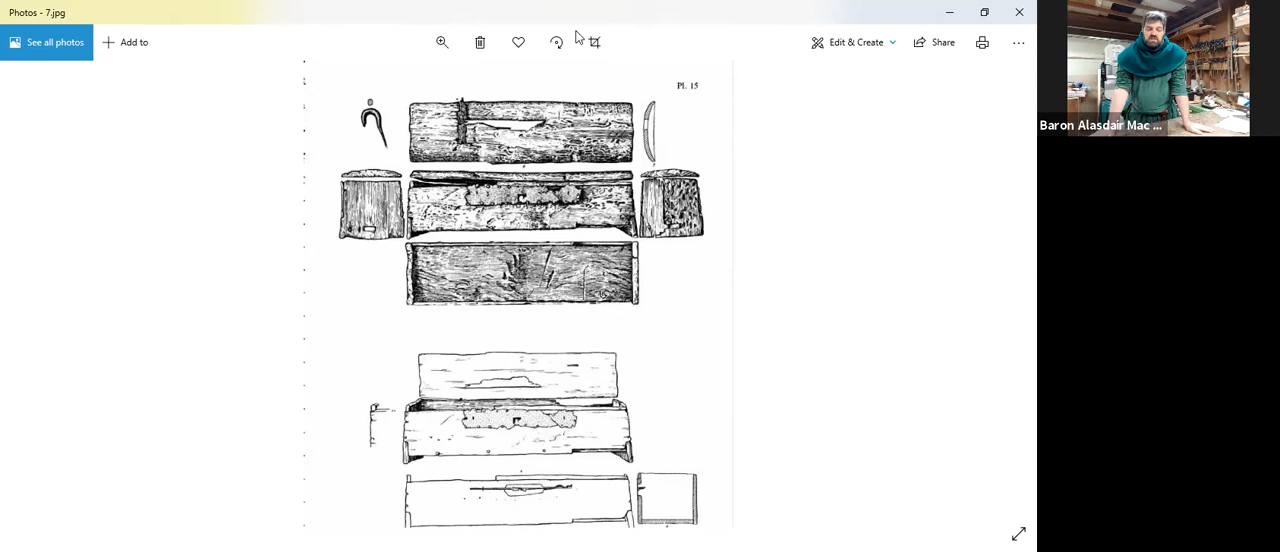 Photos - 7.jpg
See all photos
Add to
Edit & Create
Share
Pl. 15
Baron Alasdair Mac ...